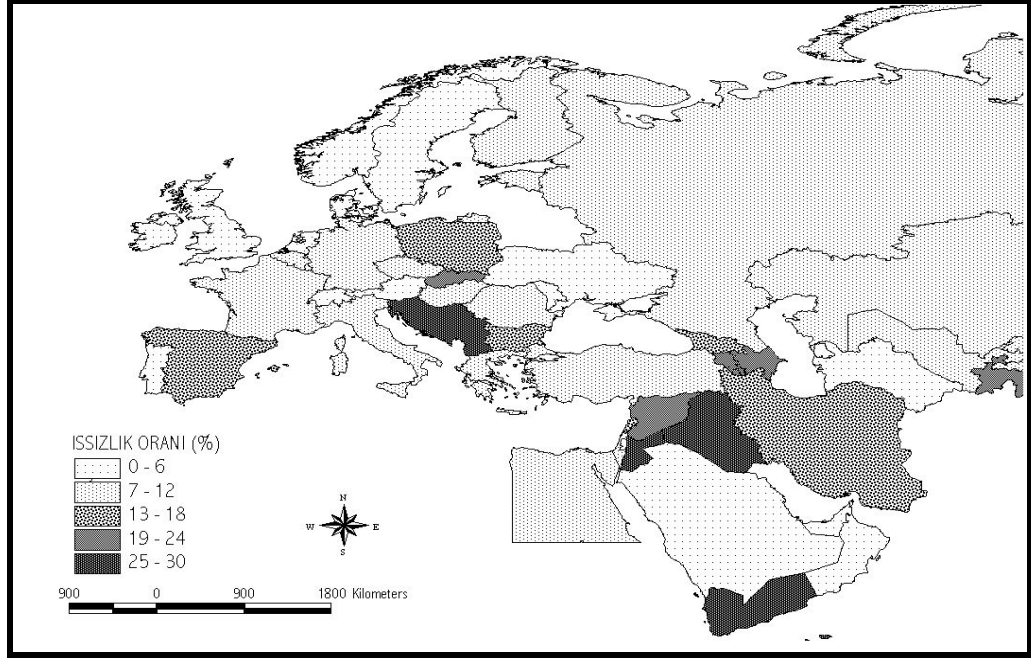 ISSIZLIK ORANI (%)
0 - 6
7 - 12
13 - 18
19 - 24
25 - 30
N
W E
S
900 0 900 1800 Kilometers